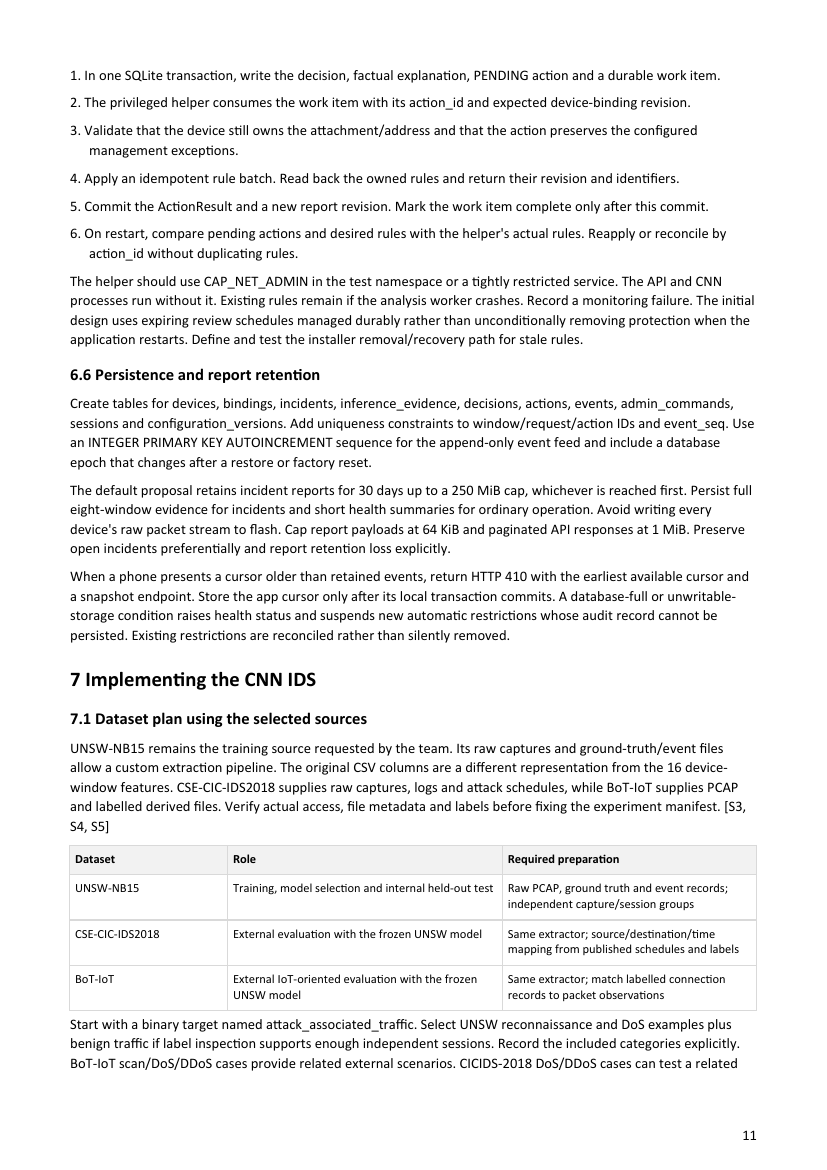 1. In one SQLite transaction, write the decision, factual explanation, PENDING action and a durable work item.
2. The privileged helper consumes the work item with its action_id and expected device-binding revision.
3. Validate that the device still owns the attachment/address and that the action preserves the configured
management exceptions.
4. Apply an idempotent rule batch. Read back the owned rules and return their revision and identifiers.
5. Commit the ActionResult and a new report revision. Mark the work item complete only after this commit.
6. On restart, compare pending actions and desired rules with the helper's actual rules. Reapply or reconcile by
action_id without duplicating rules.
The helper should use CAP_NET_ADMIN in the test namespace or a tightly restricted service. The API and CNN
processes run without it. Existing rules remain if the analysis worker crashes. Record a monitoring failure. The initial
design uses expiring review schedules managed durably rather than unconditionally removing protection when the
application restarts. Define and test the installer removal/recovery path for stale rules.
6.6 Persistence and report retention
Create tables for devices, bindings, incidents, inference_evidence, decisions, actions, events, admin_commands,
sessions and configuration_versions. Add uniqueness constraints to window/request/action IDs and event_seq. Use
an INTEGER PRIMARY KEY AUTOINCREMENT sequence for the append-only event feed and include a database
epoch that changes after a restore or factory reset.
The default proposal retains incident reports for 30 days up to a 250 MiB cap, whichever is reached first. Persist full
eight-window evidence for incidents and short health summaries for ordinary operation. Avoid writing every
device's raw packet stream to flash. Cap report payloads at 64 KiB and paginated API responses at 1 MiB. Preserve
open incidents preferentially and report retention loss explicitly.
When a phone presents a cursor older than retained events, return HTTP 410 with the earliest available cursor and
a snapshot endpoint. Store the app cursor only after its local transaction commits. A database-full or unwritable-
storage condition raises health status and suspends new automatic restrictions whose audit record cannot be
persisted. Existing restrictions are reconciled rather than silently removed.
7 Implementing the CNN IDS
7.1 Dataset plan using the selected sources
UNSW-NB15 remains the training source requested by the team. Its raw captures and ground-truth/event files
allow a custom extraction pipeline. The original CSV columns are a different representation from the 16 device-
window features. CSE-CIC-IDS2018 supplies raw captures, logs and attack schedules, while BoT-IoT supplies PCAP
and labelled derived files. Verify actual access, file metadata and labels before fixing the experiment manifest. [S3,
S4, S5]
Dataset Role Required preparation
UNSW-NB15 Training, model selection and internal held-out test Raw PCAP, ground truth and event records;
independent capture/session groups
CSE-CIC-IDS2018 External evaluation with the frozen UNSW model Same extractor; source/destination/time
mapping from published schedules and labels
BoT-IoT External IoT-oriented evaluation with the frozen Same extractor; match labelled connection
UNSW model records to packet observations
Start with a binary target named attack_associated_traffic. Select UNSW reconnaissance and DoS examples plus
benign traffic if label inspection supports enough independent sessions. Record the included categories explicitly.
BoT-IoT scan/DoS/DDoS cases provide related external scenarios. CICIDS-2018 DoS/DDoS cases can test a related
11